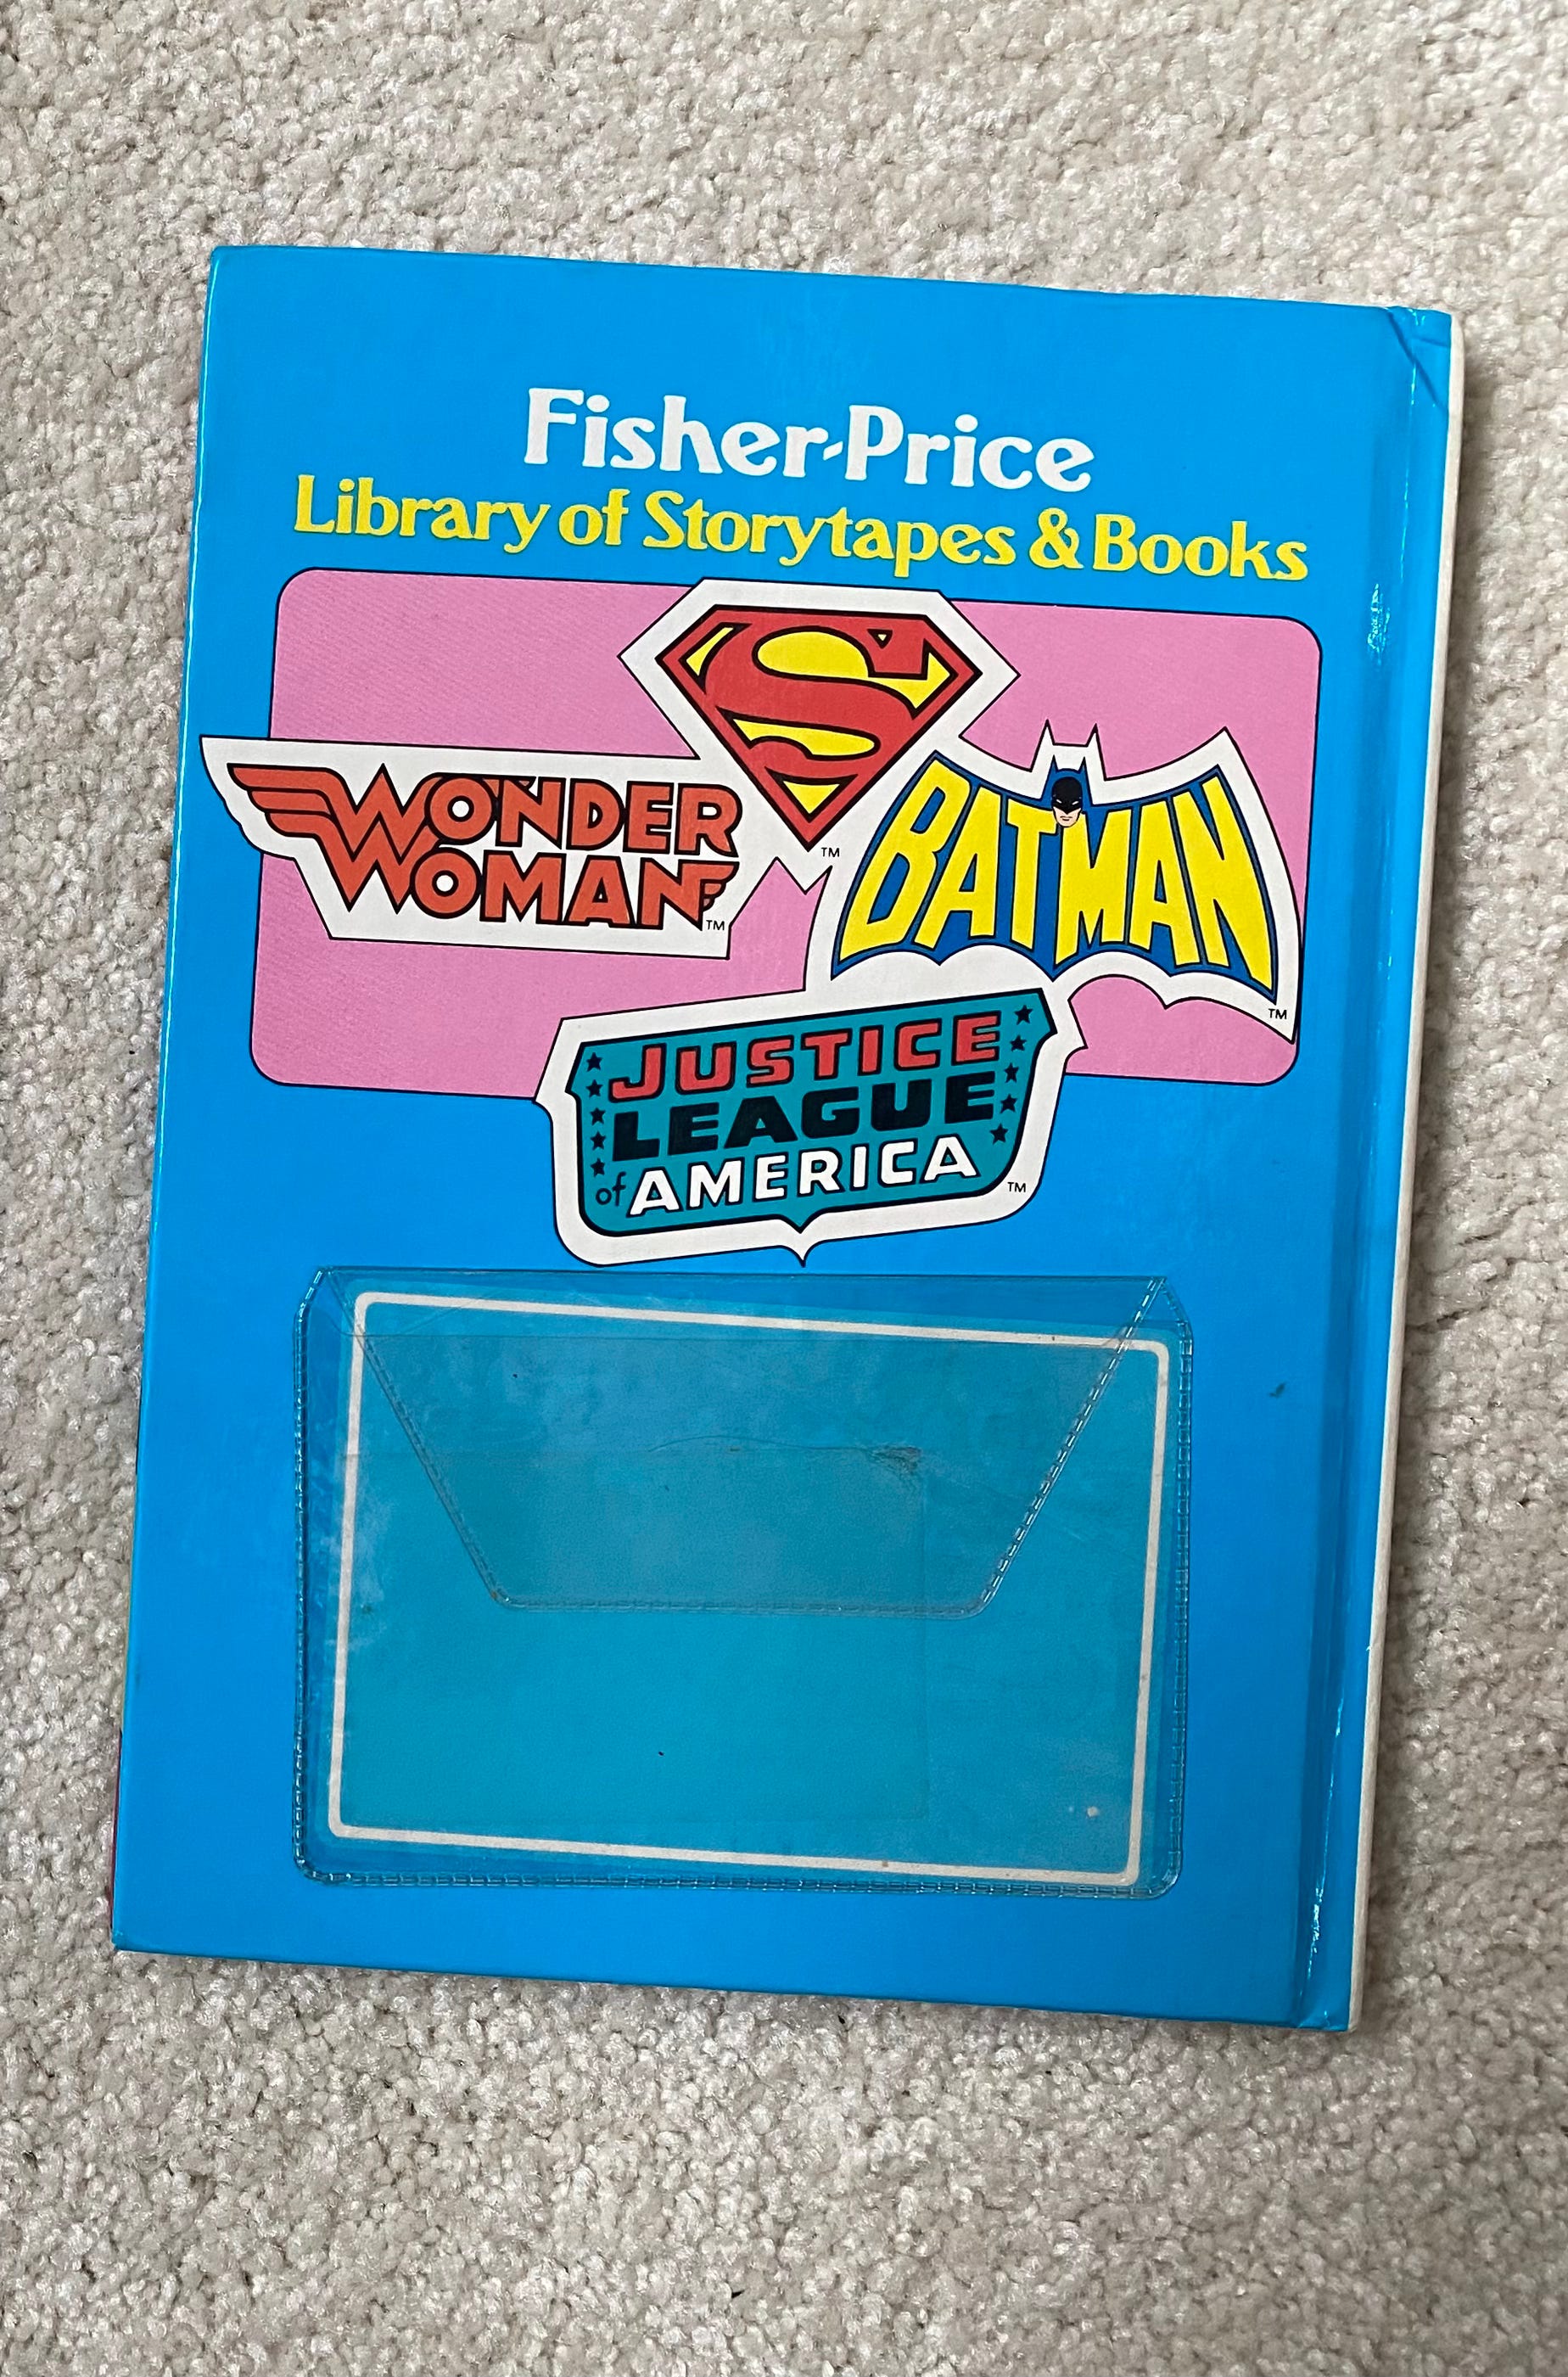 Fisher-Price
Library of Storytapes & Books
S
TM
WONDER
WOMAN
TM
BATMAN
TM
JUSTICE
LEAGUE
of AMERICA
TM